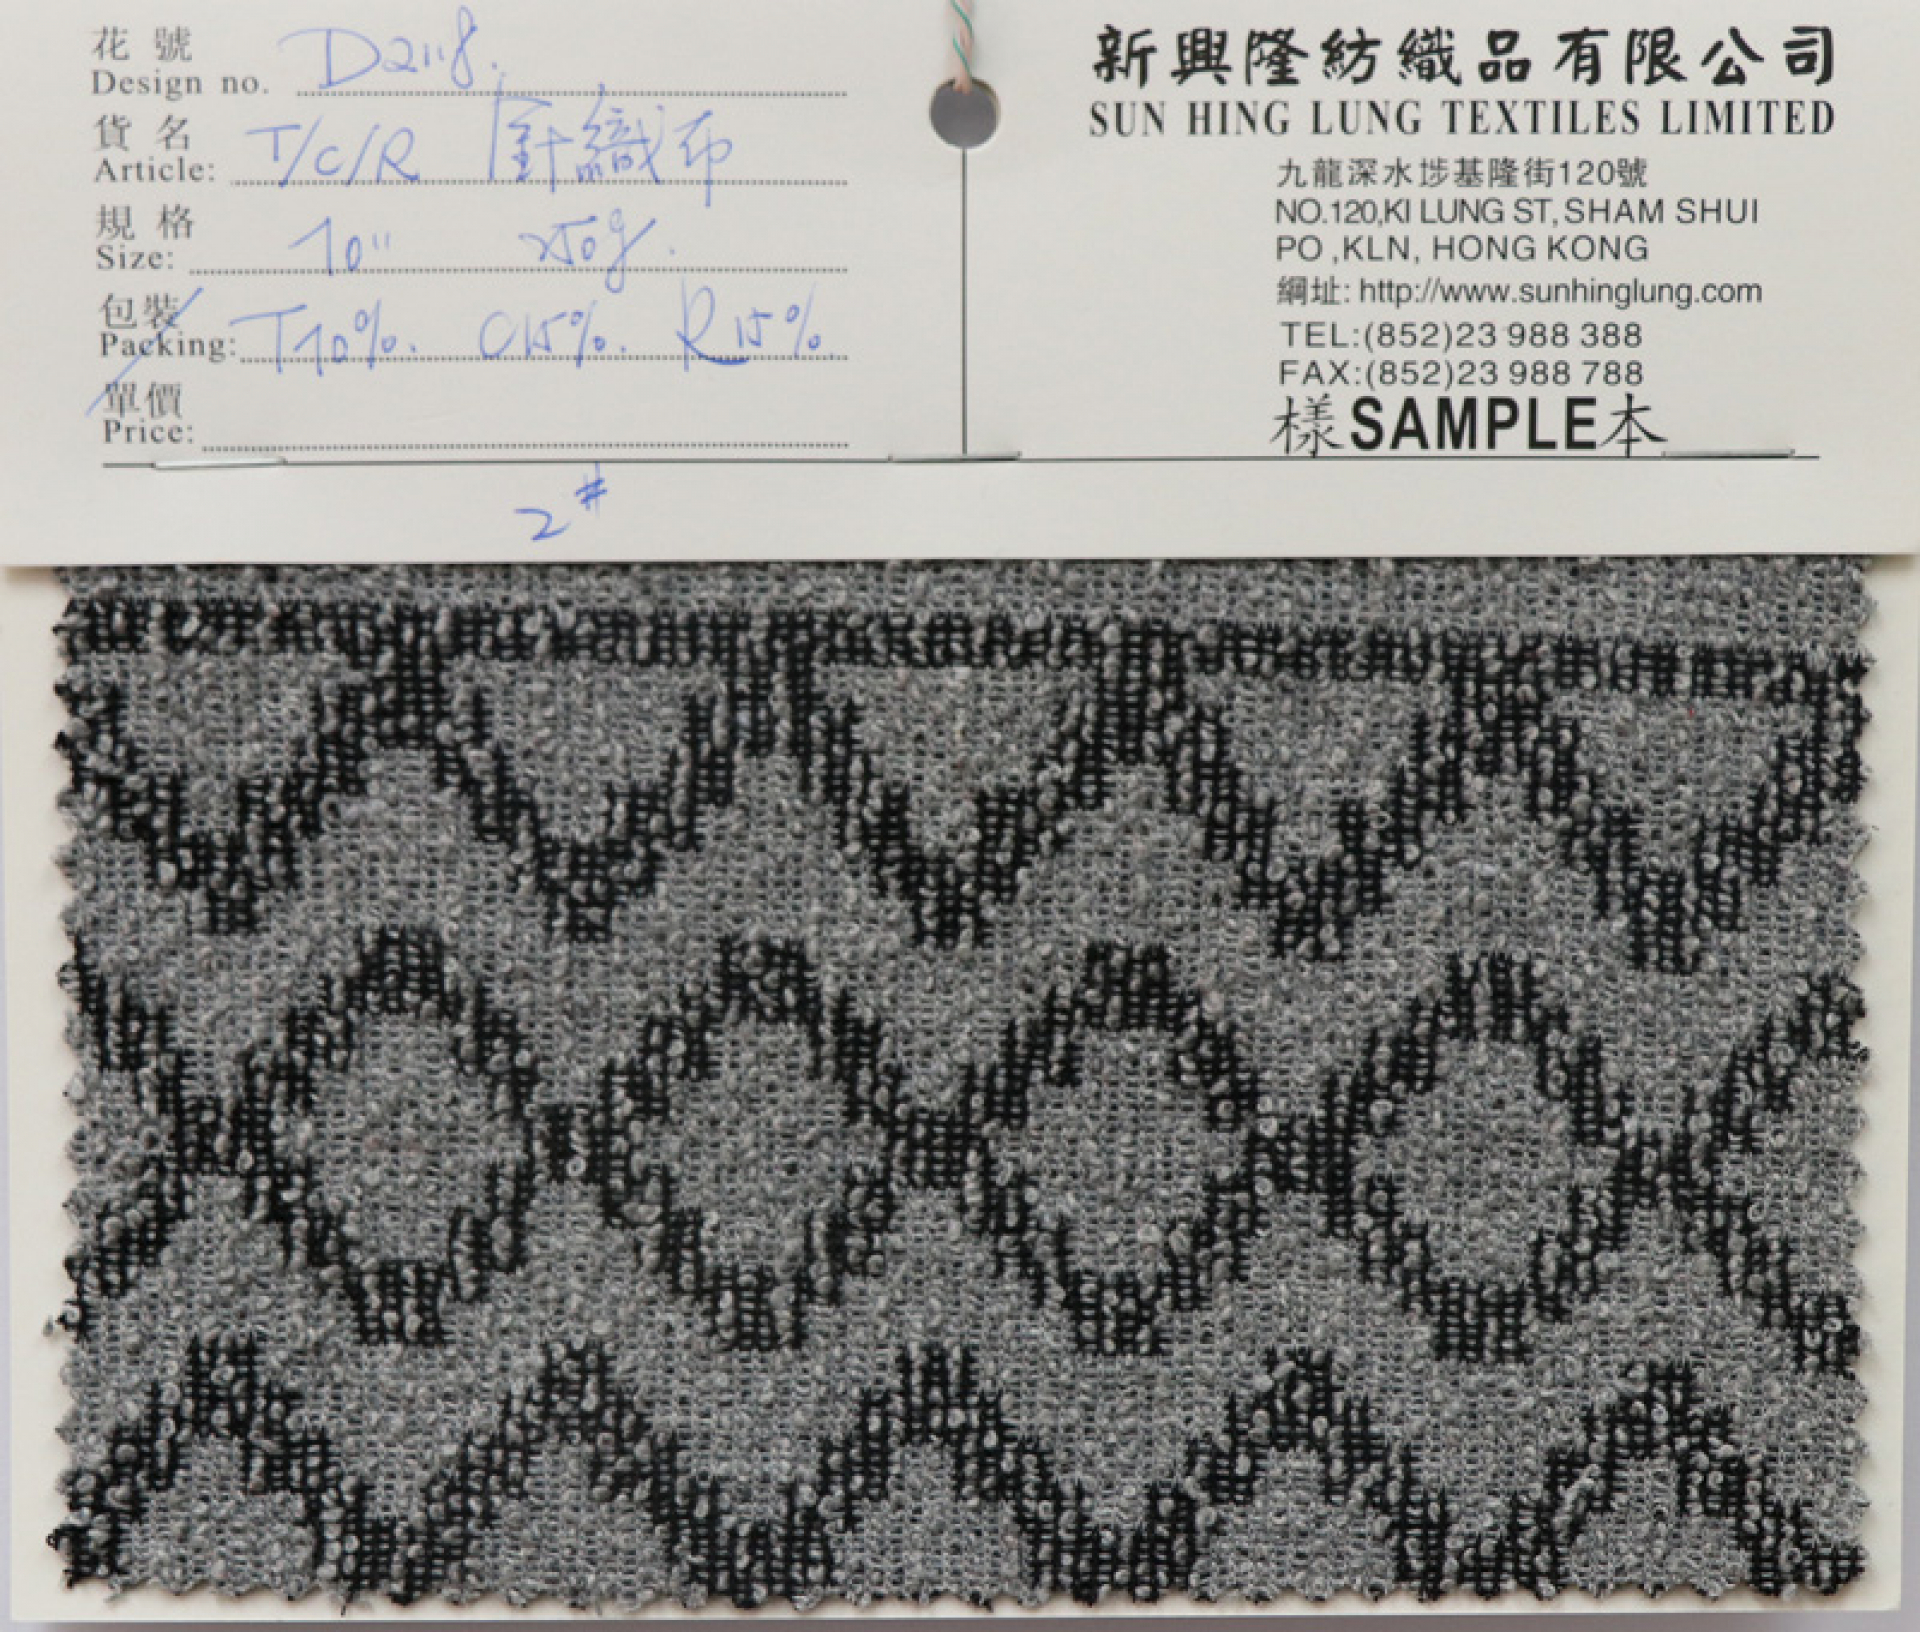 花號
Design no. D2118.
貨名
Article: T/C/R 針織布
規格
Size: 70" 250g.
包裝
Packing: T70%. C15%. R15%.
單價
Price:
2#
新興隆紡織品有限公司
SUN HING LUNG TEXTILES LIMITED
九龍深水埗基隆街120號
NO.120,KI LUNG ST, SHAM SHUI
PO ,KLN, HONG KONG
網址: http://www.sunhinglung.com
TEL:(852)23 988 388
FAX:(852)23 988 788
樣SAMPLE本